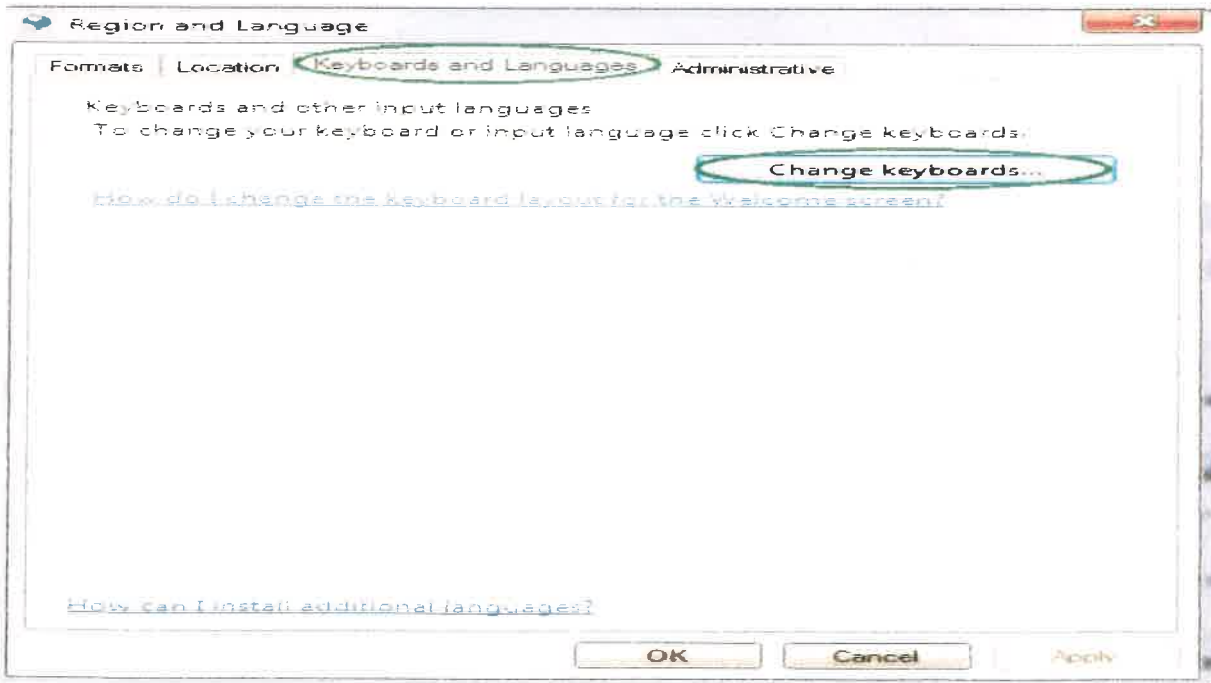 Region and Language
Formats Location Keyboards and Languages Administrative
Keyboards and other input languages
To change your keyboard or input language click Change keyboards.
Change keyboards...
How do I change the keyboard layout for the Welcome screen?
How can I install additional languages?
OK Cancel Apply